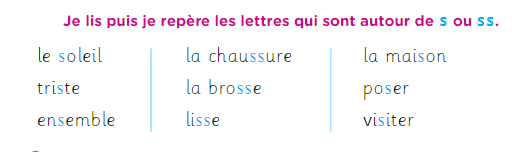 Je lis puis je repère les lettres qui sont autour de s ou ss.
le soleil
triste
ensemble
la chaussure
la brosse
lisse
la maison
poser
visiter